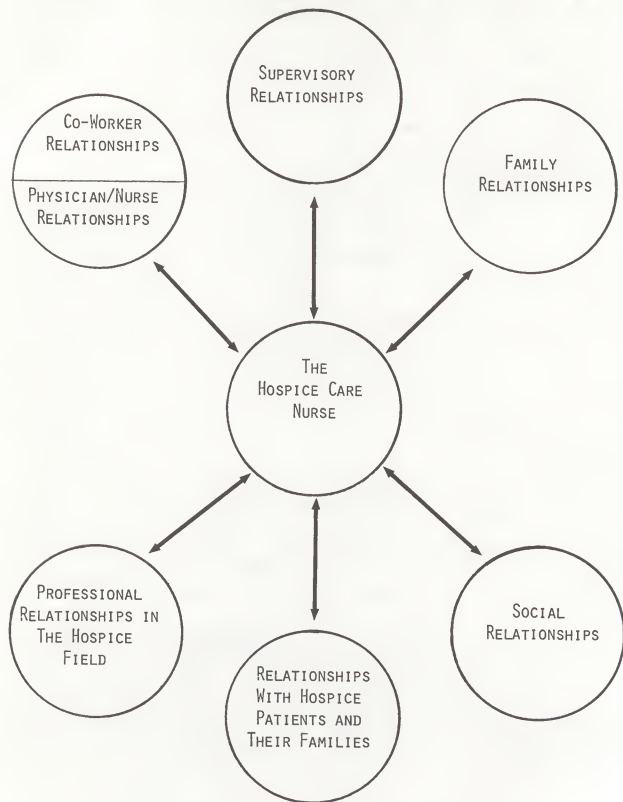 SUPERVISORY
RELATIONSHIPS
CO-WORKER
RELATIONSHIPS
PHYSICIAN/NURSE
RELATIONSHIPS
FAMILY
RELATIONSHIPS
THE
HOSPICE CARE
NURSE
PROFESSIONAL
RELATIONSHIPS IN
THE HOSPICE
FIELD
RELATIONSHIPS
WITH HOSPICE
PATIENTS AND
THEIR FAMILIES
SOCIAL
RELATIONSHIPS